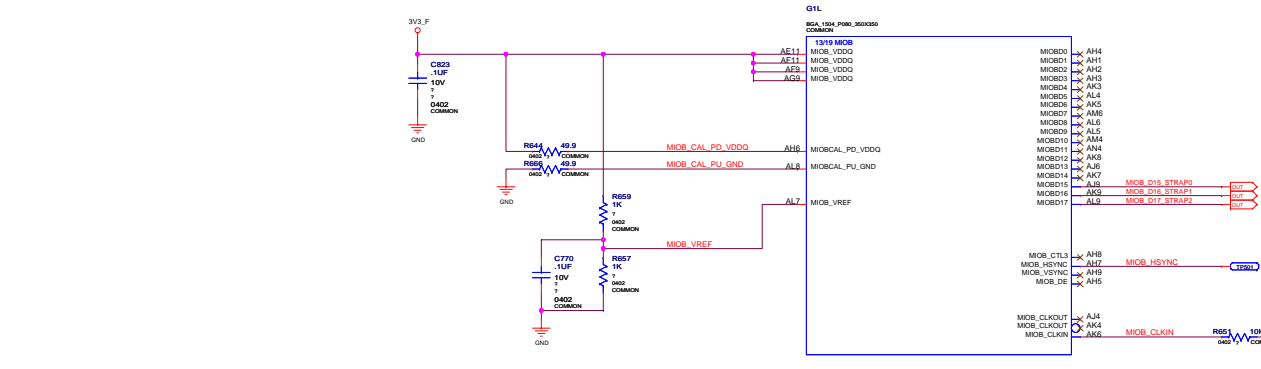 G1L
BGA_1504_P080_350X350
COMMON
13/19 MIOB
3V3_F
C823
.1UF
10V
?
?
0402
COMMON
GND
AE11 MIOB_VDDQ
AF11 MIOB_VDDQ
AF9 MIOB_VDDQ
AG9 MIOB_VDDQ
R644 49.9
0402 ? COMMON
MIOB_CAL_PD_VDDQ
AH6 MIOBCAL_PD_VDDQ
R666 49.9
0402 ? COMMON
MIOB_CAL_PU_GND
AL8 MIOBCAL_PU_GND
GND
R659
1K
?
0402
COMMON
AL7 MIOB_VREF
MIOB_VREF
C770
.1UF
10V
?
?
0402
COMMON
R657
1K
?
0402
COMMON
GND
MIOBD0 AH4
MIOBD1 AH1
MIOBD2 AH2
MIOBD3 AH3
MIOBD4 AK3
MIOBD5 AL4
MIOBD6 AK5
MIOBD7 AM6
MIOBD8 AL6
MIOBD9 AL5
MIOBD10 AM4
MIOBD11 AN4
MIOBD12 AK8
MIOBD13 AJ6
MIOBD14 AK7
MIOBD15 AJ9 MIOB_D15_STRAP0 OUT
MIOBD16 AK9 MIOB_D16_STRAP1 OUT
MIOBD17 AL9 MIOB_D17_STRAP2 OUT
MIOB_CTL3 AH8
MIOB_HSYNC AH7 MIOB_HSYNC TP501
MIOB_VSYNC AH9
MIOB_DE AH5
MIOB_CLKOUT AJ4
MIOB_CLKOUT AK4
MIOB_CLKIN AK6 MIOB_CLKIN
R651
0402 ?